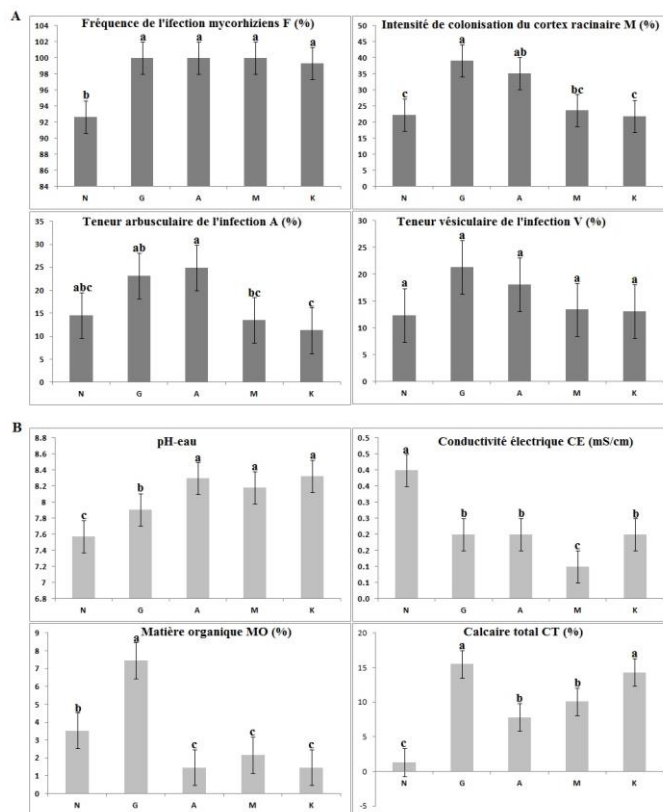 A
Fréquence de l'ifection mycorhiziens F (%)
104
102
100
98
96
94
92
90
88
86
84
b
a
a
a
a
N G A M K
Intensité de colonisation du cortex racinaire M (%)
50
45
40
35
30
25
20
15
10
5
0
c
a
ab
bc
c
N G A M K
Teneur arbusculaire de l'infection A (%)
35
30
25
20
15
10
5
0
abc
ab
a
bc
c
N G A M K
Teneur vésiculaire de l'infection V (%)
30
25
20
15
10
5
0
a
a
a
a
a
N G A M K
B
pH-eau
8.8
8.6
8.4
8.2
8
7.8
7.6
7.4
7.2
7
6.8
c
b
a
a
a
N G A M K
Conductivité électrique CE (mS/cm)
0.5
0.4
0.4
0.3
0.3
0.2
0.2
0.1
0.1
0.0
a
b
b
c
b
N G A M K
Matière organique MO (%)
9
8
7
6
5
4
3
2
1
0
b
a
c
c
c
N G A M K
Calcaire total CT (%)
20
15
10
5
0
-5
c
a
b
b
a
N G A M K